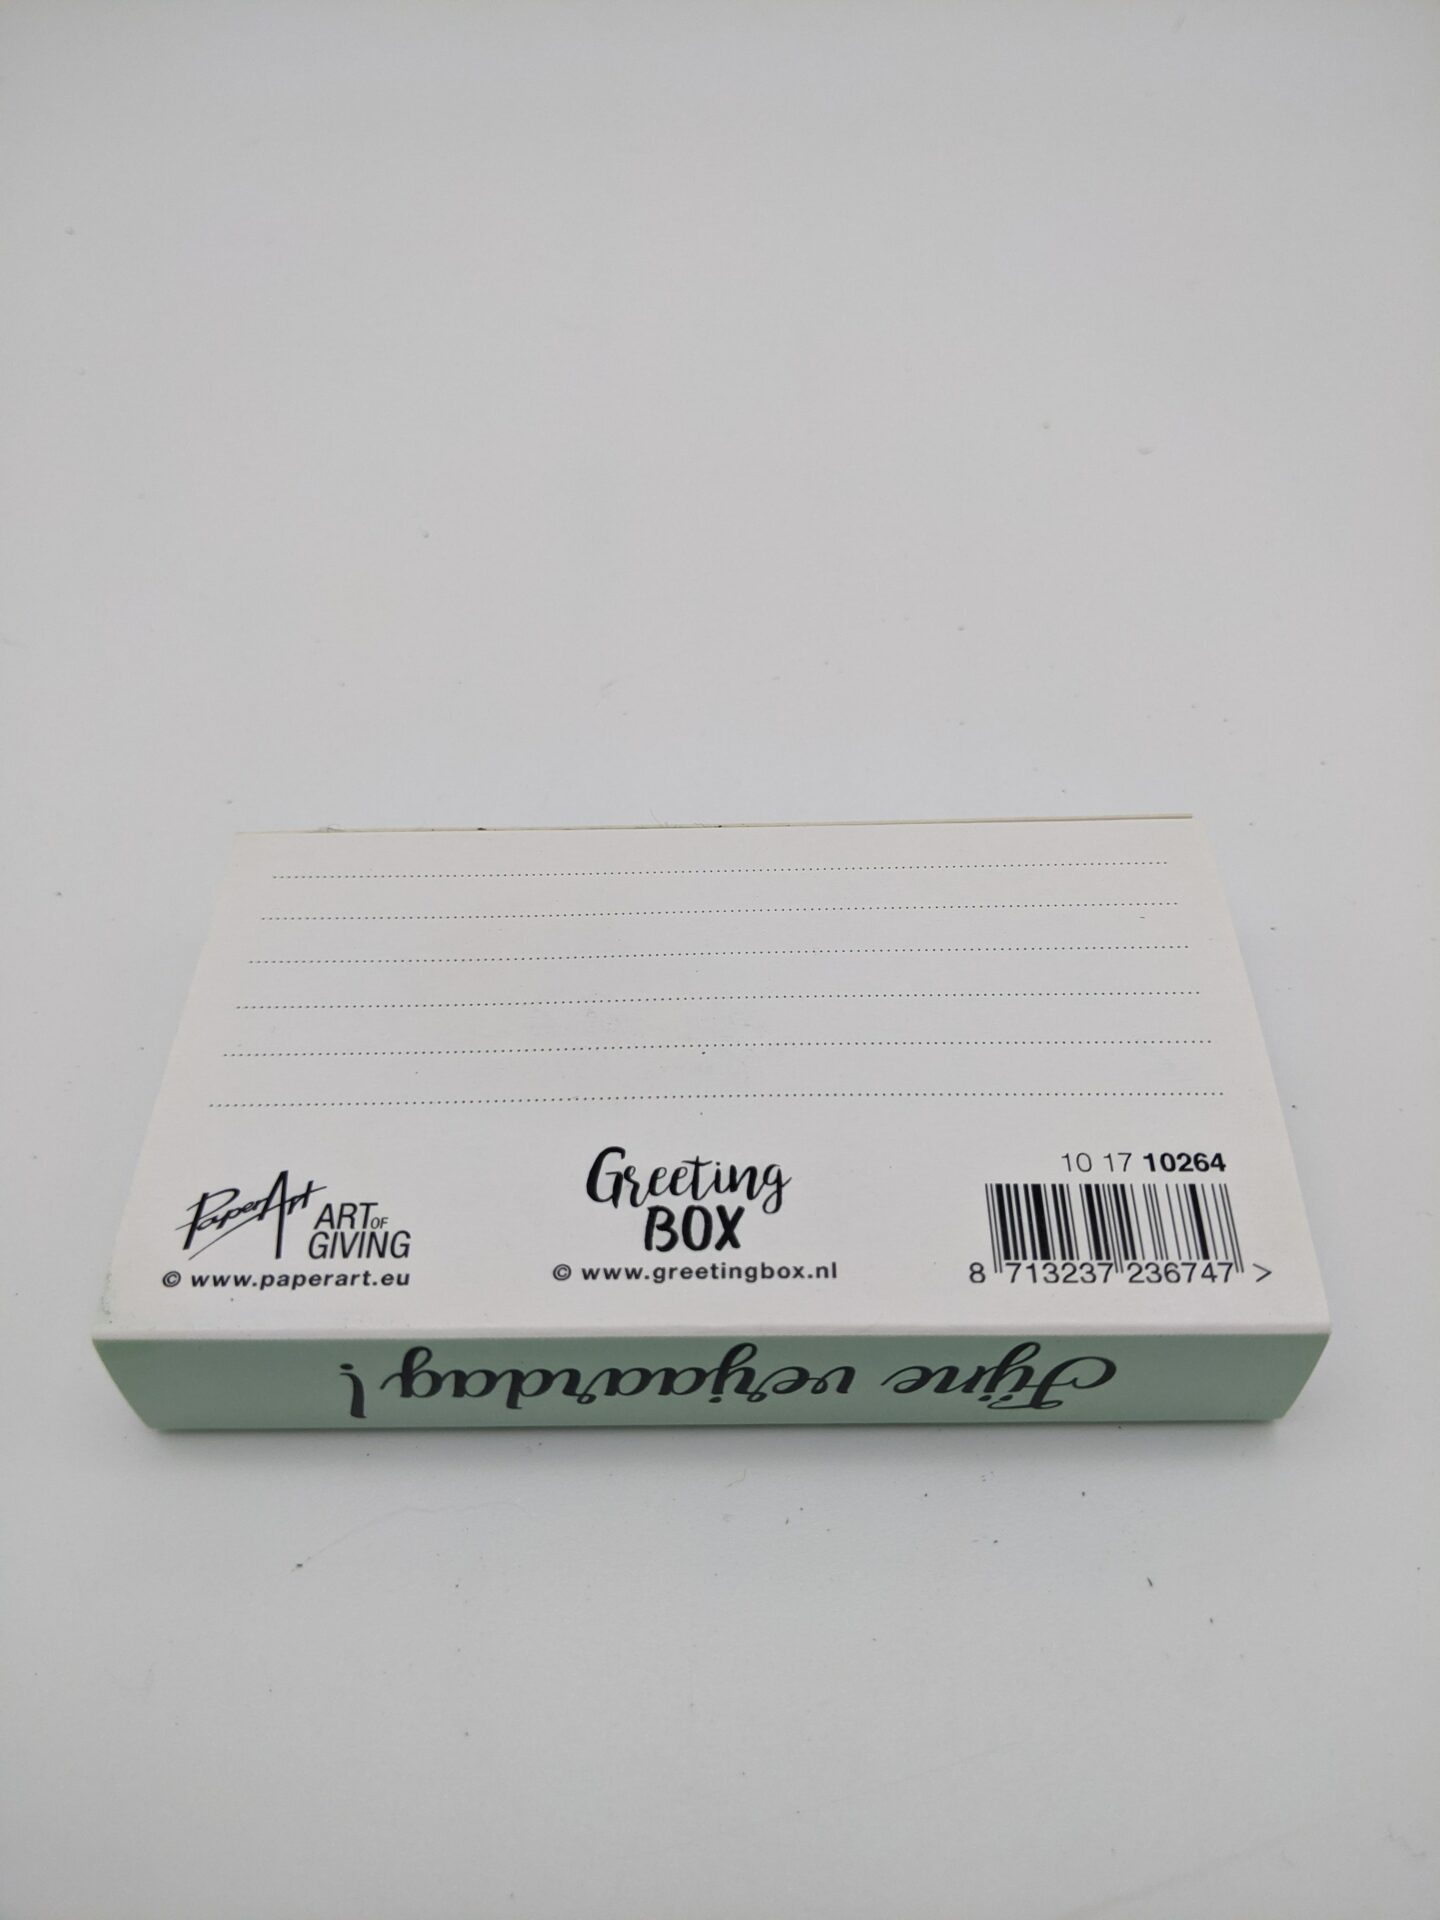 PaperArt ART OF GIVING
© www.paperart.eu
Greeting
BOX
© www.greetingbox.nl
10 17 10264
8 713237 236747 >
Fijne verjaardag!